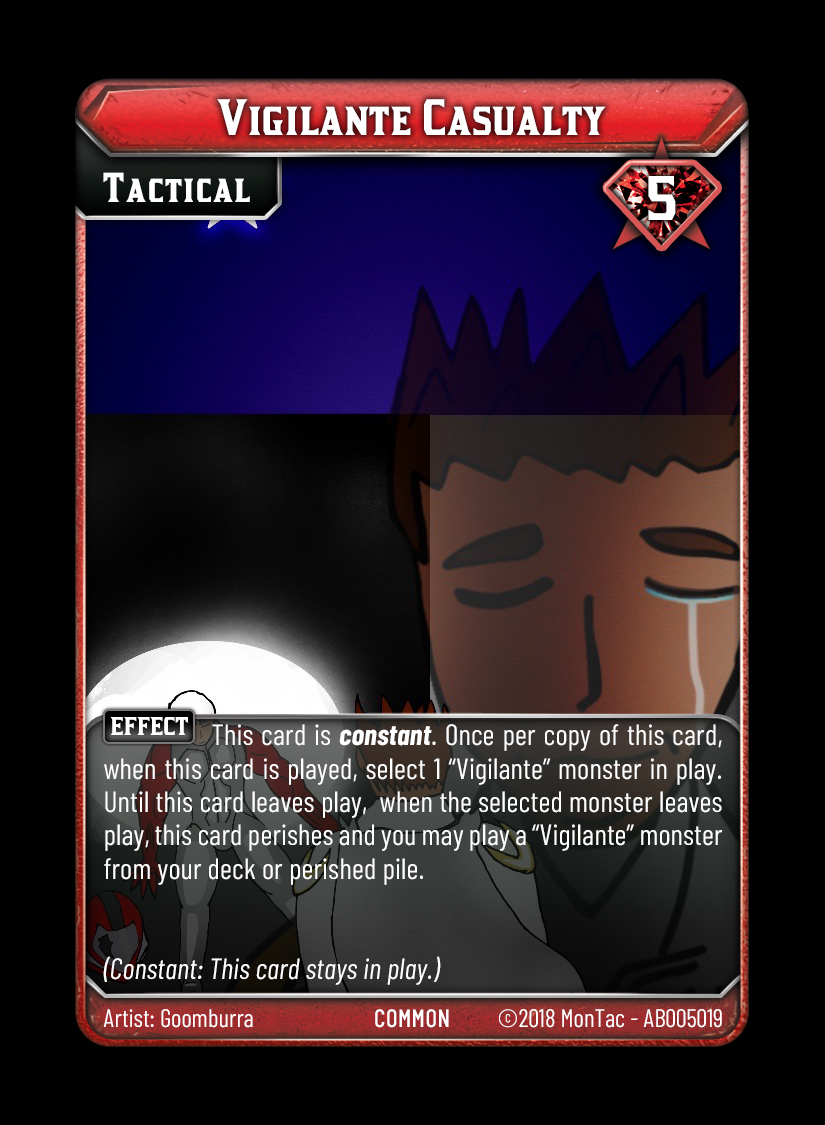 Vigilante Casualty
Tactical
5
EFFECT This card is constant. Once per copy of this card,
when this card is played, select 1 “Vigilante” monster in play.
Until this card leaves play, when the selected monster leaves
play, this card perishes and you may play a “Vigilante” monster
from your deck or perished pile.
(Constant: This card stays in play.)
Artist: Goomburra COMMON ©2018 MonTac - AB005019